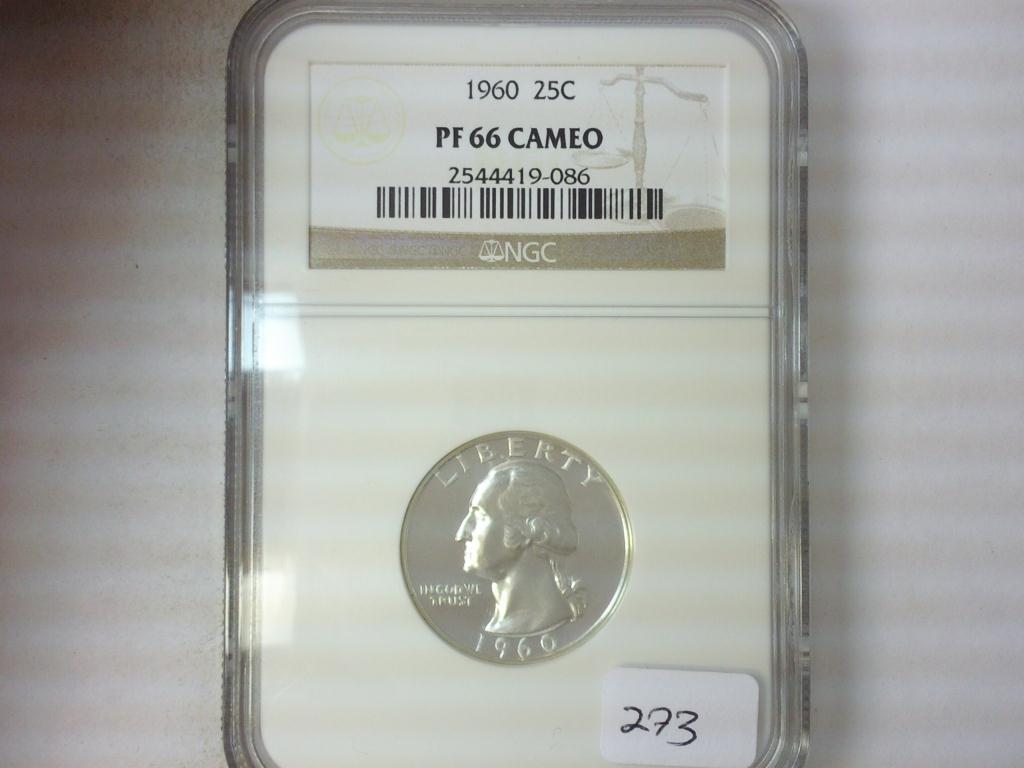 1960 25C
PF 66 CAMEO
2544419-086
NGC
LIBERTY
IN GOD WE
TRUST
1960
273